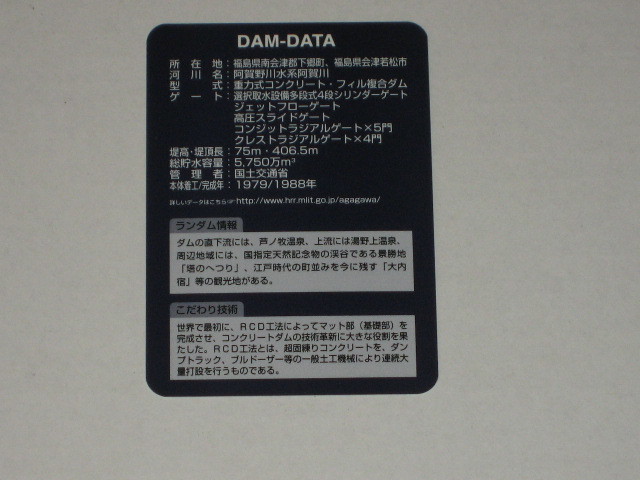 DAM-DATA
所在地：福島県南会津郡下郷町、福島県会津若松市
河川名：阿賀野川水系阿賀川
型式：重力式コンクリート・フィル複合ダム
ゲート：選択取水設備多段式4段シリンダーゲート
ジェットフローゲート
高圧スライドゲート
コンジットラジアルゲート×5門
クレストラジアルゲート×4門
堤高・堤頂長：75m・406.5m
総貯水容量：5,750万m³
管理者：国土交通省
本体着工/完成年：1979/1988年
詳しいデータはこちら☞http://www.hrr.mlit.go.jp/agagawa/
ランダム情報
ダムの直下流には、芦ノ牧温泉、上流には湯野上温泉、
周辺地域には、国指定天然記念物の渓谷である景勝地
「塔のへつり」、江戸時代の町並みを今に残す「大内
宿」等の観光地がある。
こだわり技術
世界で最初に、RCD工法によってマット部（基礎部）を
完成させ、コンクリートダムの技術革新に大きな役割を果
たした。RCD工法とは、超固練りコンクリートを、ダン
プトラック、ブルドーザー等の一般土工機械により連続大
量打設を行うものである。